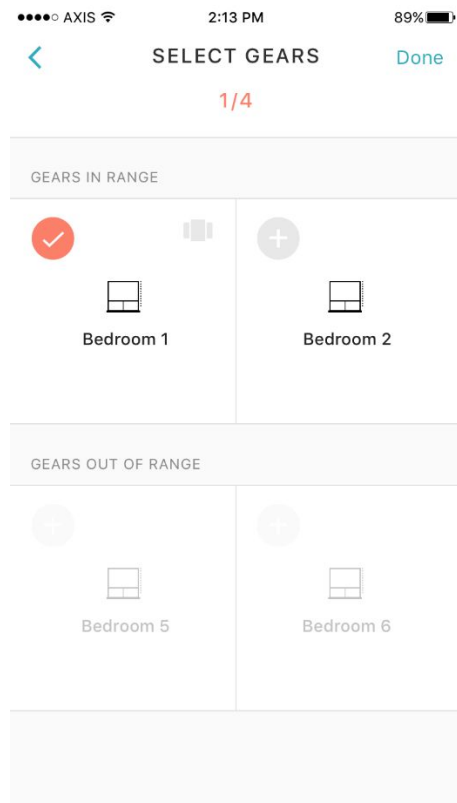 AXIS 2:13 PM 89%
SELECT GEARS Done
1/4
GEARS IN RANGE
Bedroom 1 Bedroom 2
GEARS OUT OF RANGE
Bedroom 5 Bedroom 6